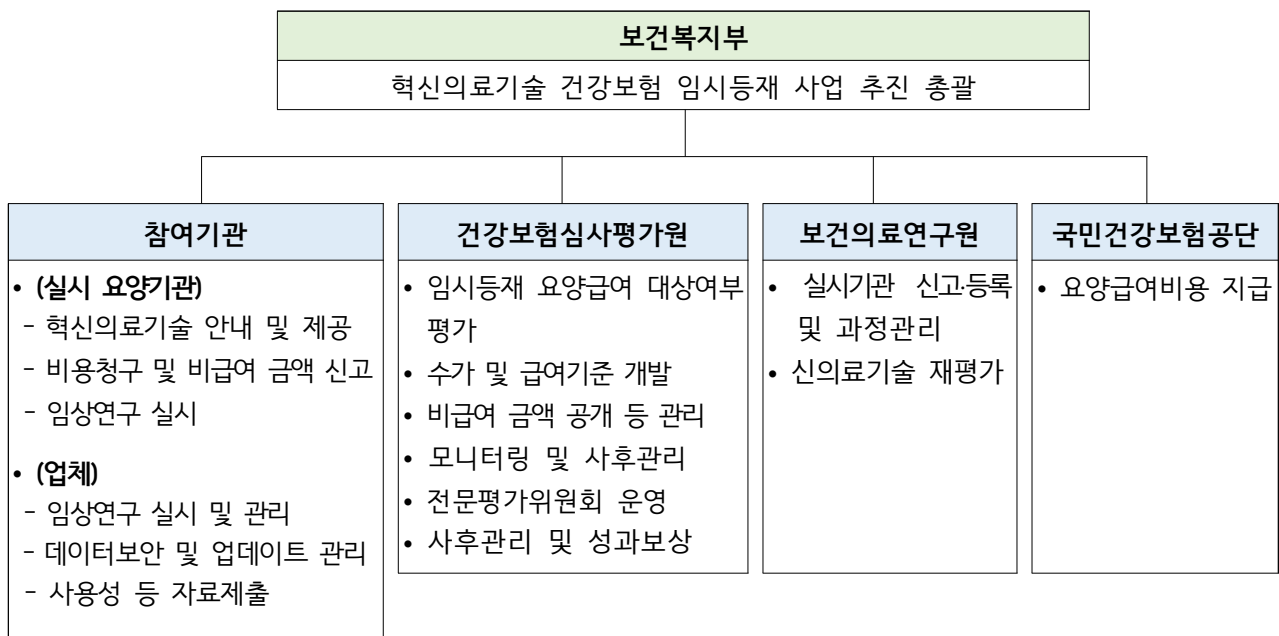 보건복지부
혁신의료기술 건강보험 임시등재 사업 추진 총괄
참여기관
• (실시 요양기관)
- 혁신의료기술 안내 및 제공
- 비용청구 및 비급여 금액 신고
- 임상연구 실시
• (업체)
- 임상연구 실시 및 관리
- 데이터보안 및 업데이트 관리
- 사용성 등 자료제출
건강보험심사평가원
• 임시등재 요양급여 대상여부
평가
• 수가 및 급여기준 개발
• 비급여 금액 공개 등 관리
• 모니터링 및 사후관리
• 전문평가위원회 운영
• 사후관리 및 성과보상
보건의료연구원
• 실시기관 신고·등록
및 과정관리
• 신의료기술 재평가
국민건강보험공단
• 요양급여비용 지급